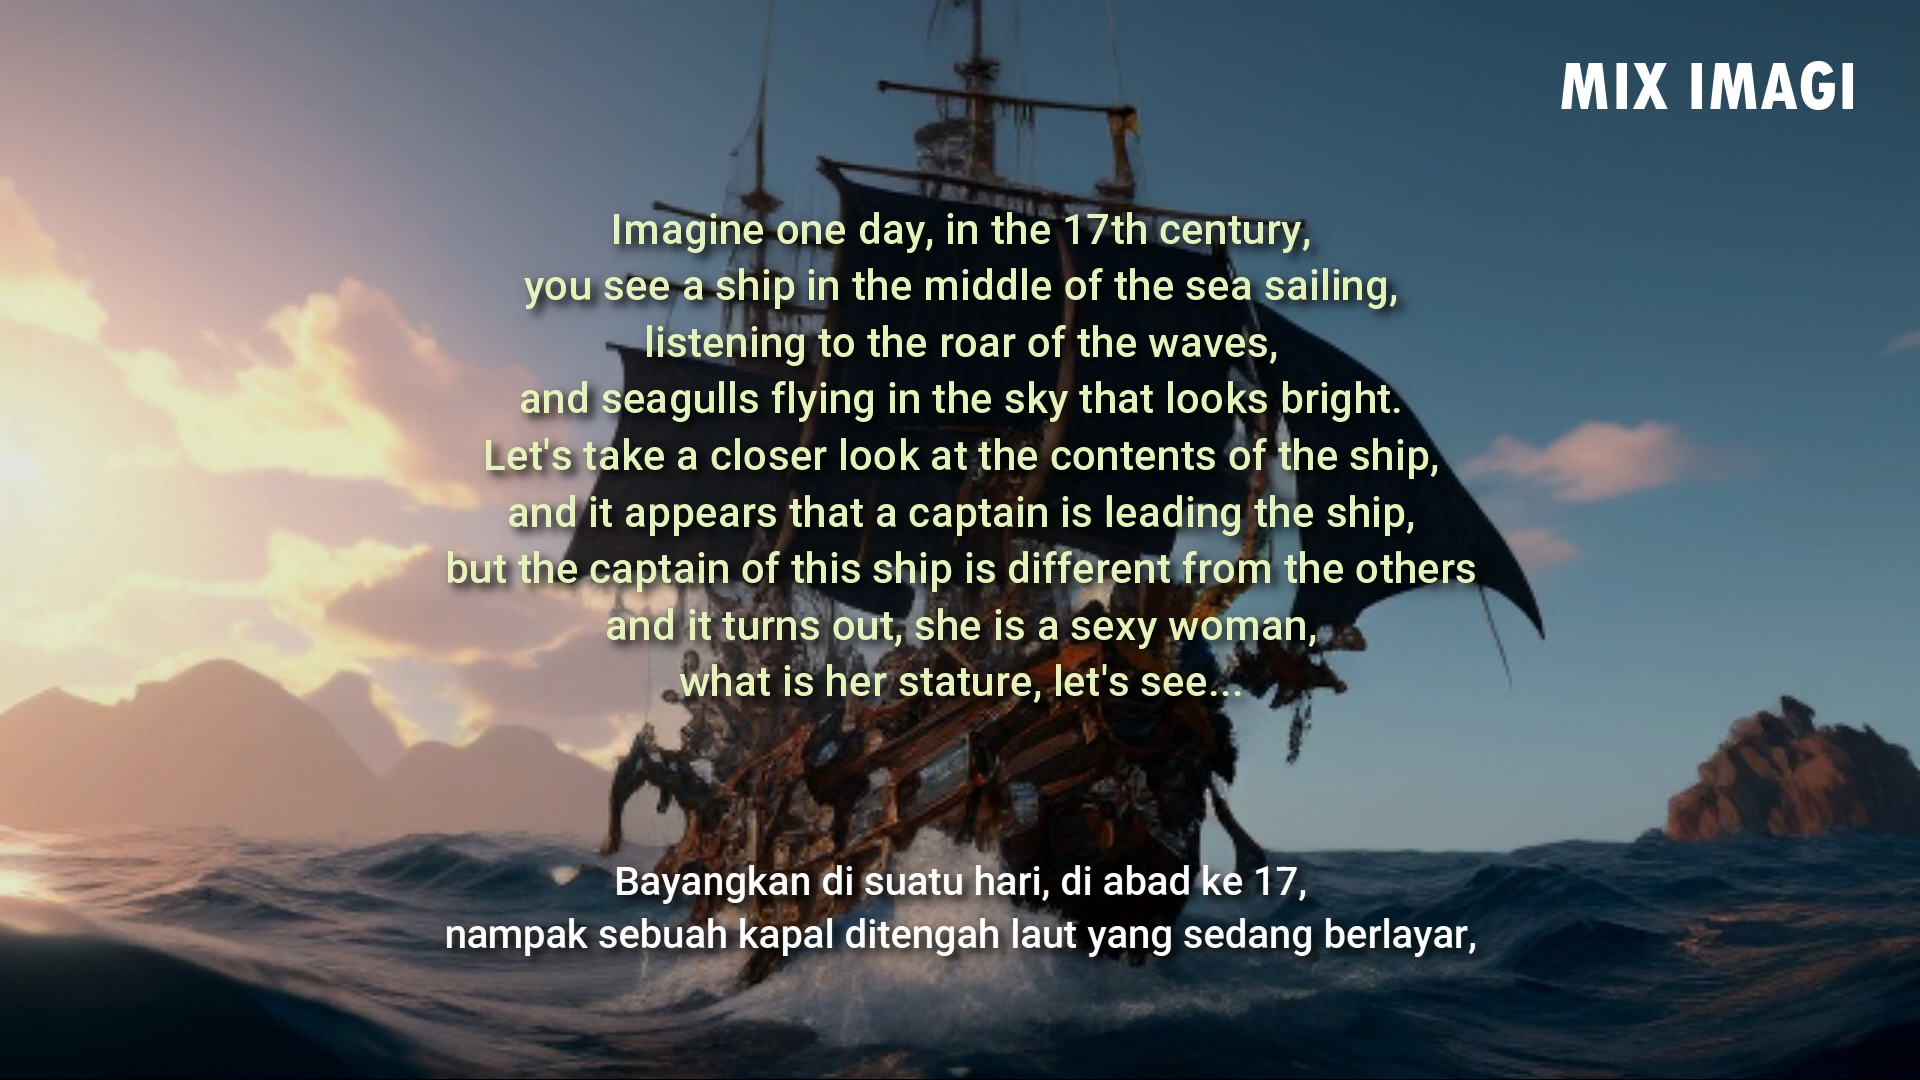 MIX IMAGI
Imagine one day, in the 17th century,
you see a ship in the middle of the sea sailing,
listening to the roar of the waves,
and seagulls flying in the sky that looks bright.
Let's take a closer look at the contents of the ship,
and it appears that a captain is leading the ship,
but the captain of this ship is different from the others
and it turns out, she is a sexy woman,
what is her stature, let's see...
Bayangkan di suatu hari, di abad ke 17,
nampak sebuah kapal ditengah laut yang sedang berlayar,